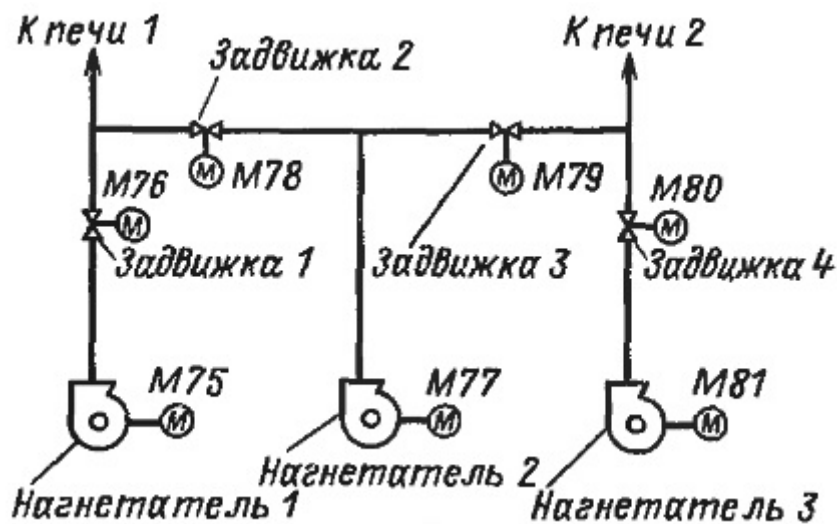 К печи 1
К печи 2
Задвижка 2
М76
М М78
М М79
М80
М
М
Задвижка 1
Задвижка 3
Задвижка 4
М75
М77
М81
М
М
М
Нагнетатель 1
Нагнетатель 2
Нагнетатель 3